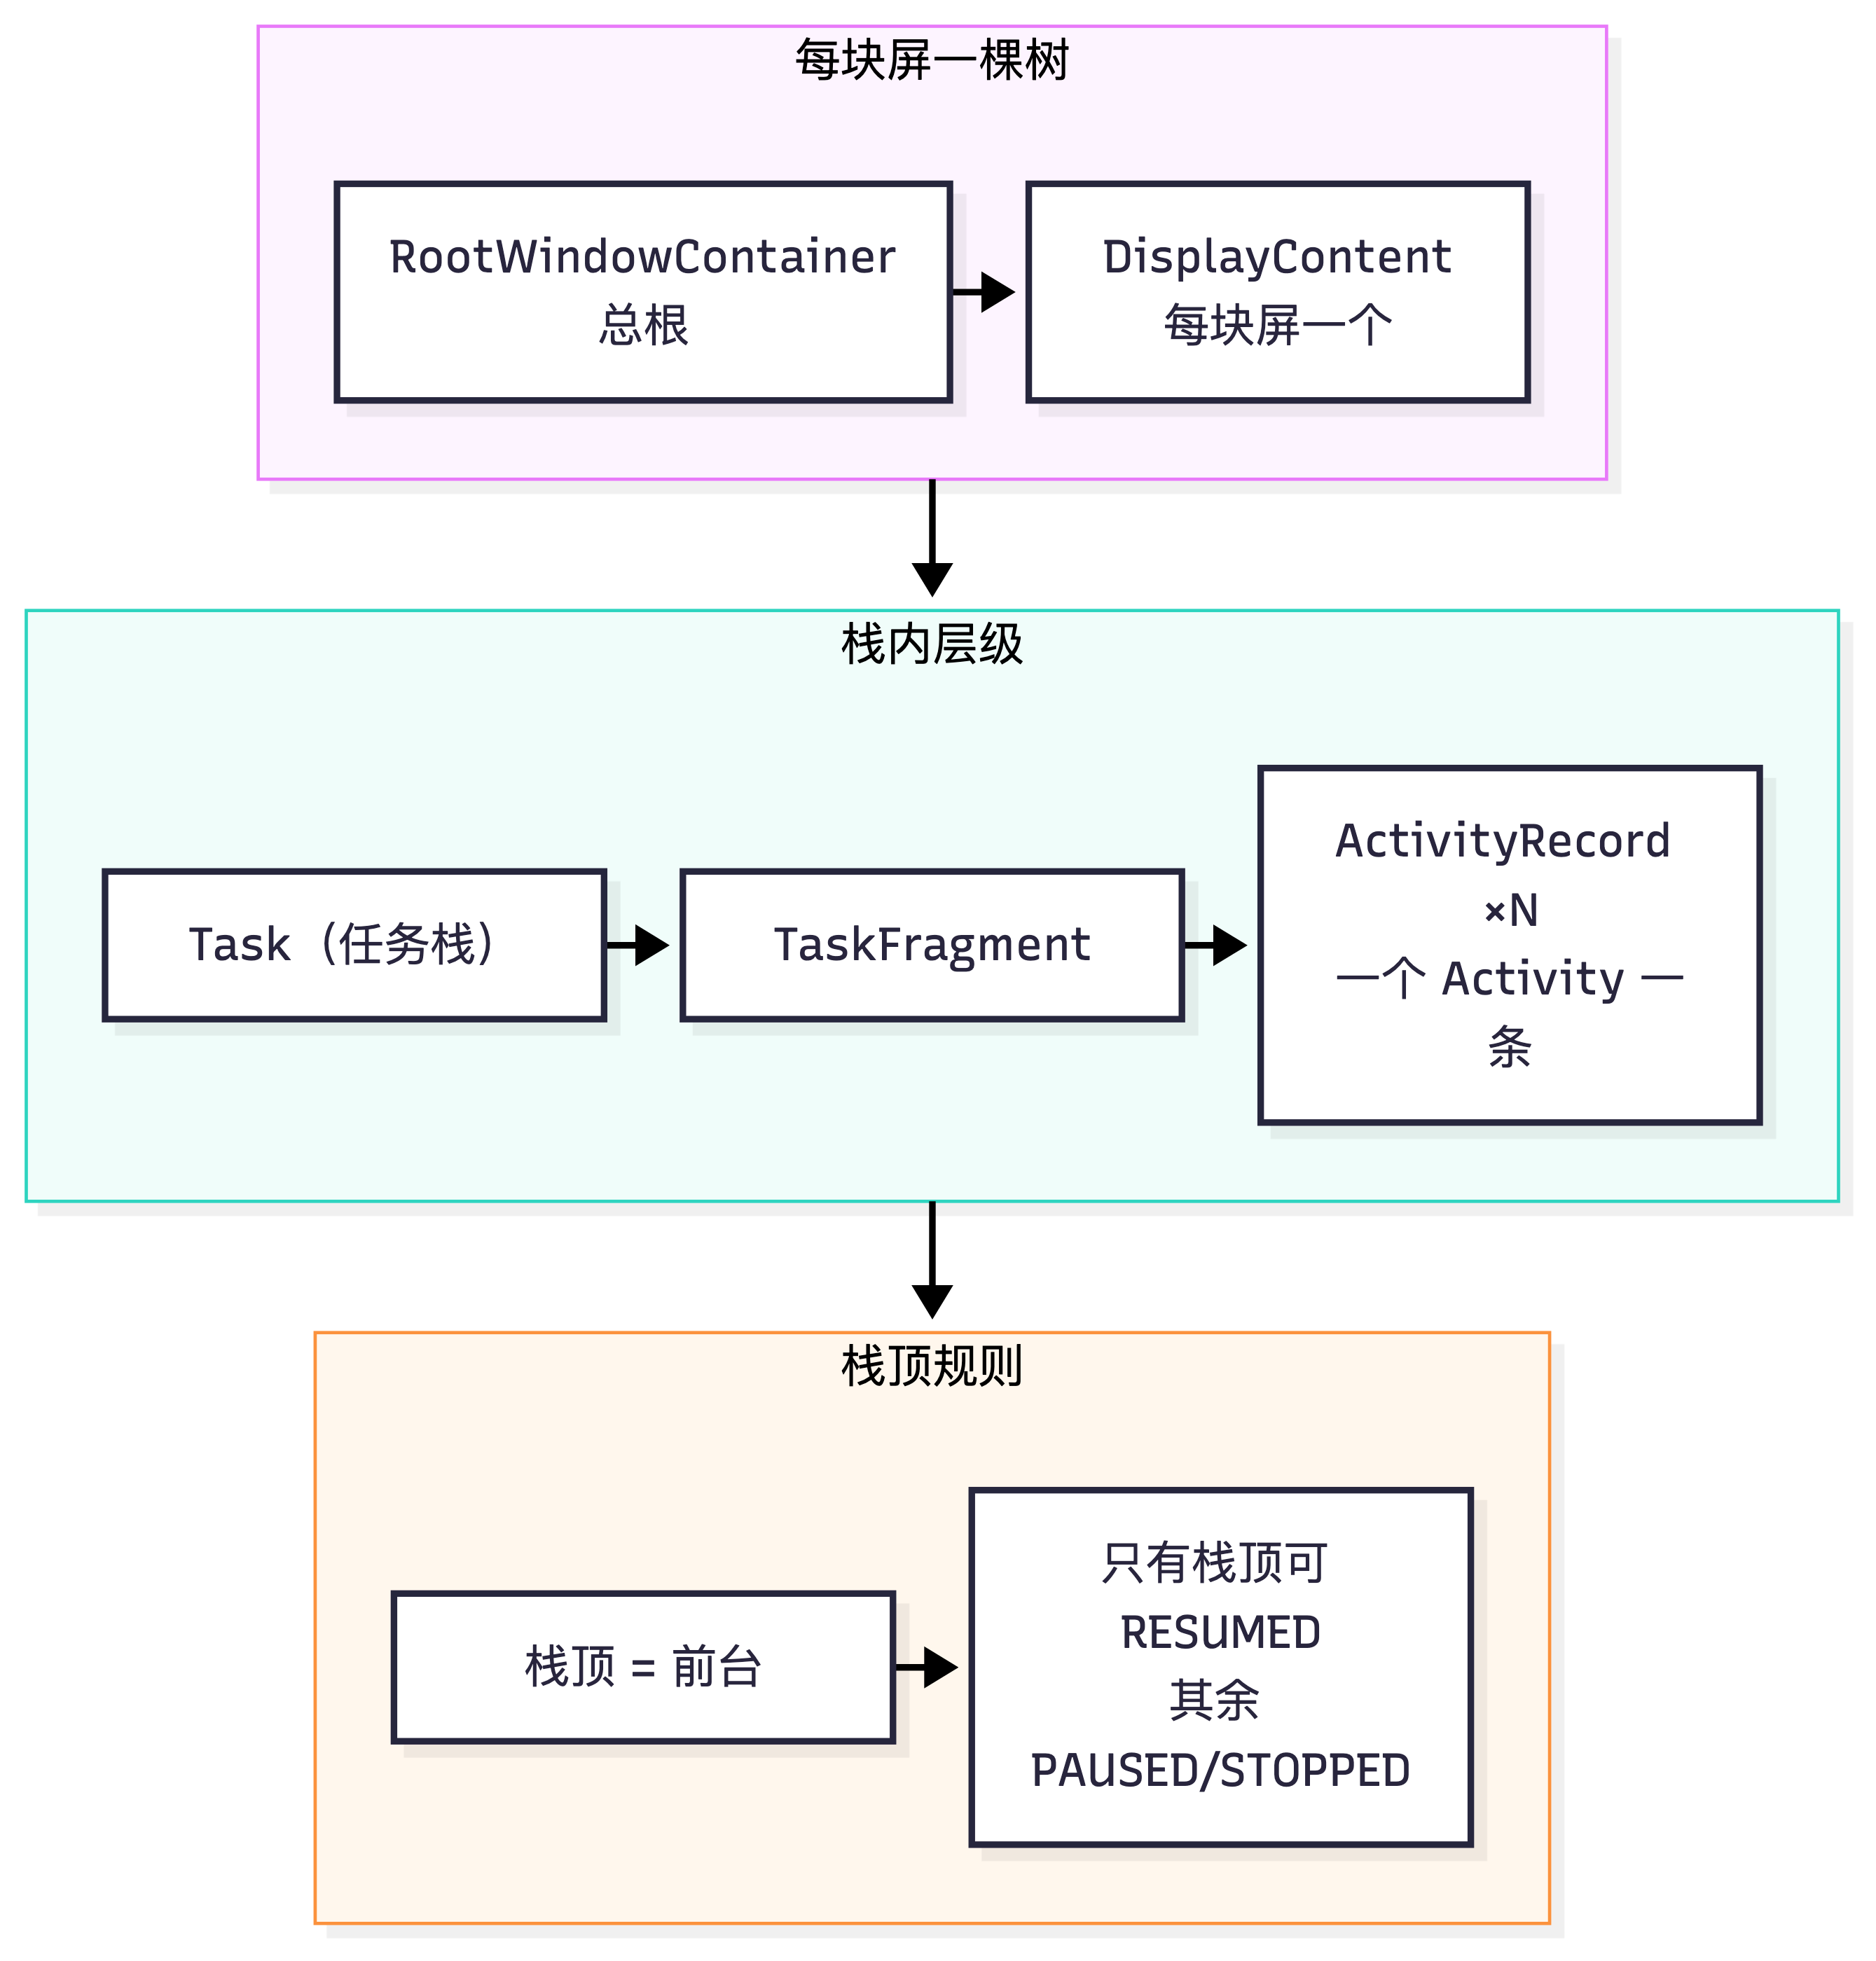 每块屏一棵树
RootWindowContainer
总根
DisplayContent
每块屏一个
栈内层级
Task（任务栈）
TaskFragment
ActivityRecord
×N
一个 Activity 一
条
栈顶规则
栈顶 = 前台
只有栈顶可
RESUMED
其余
PAUSED/STOPPED